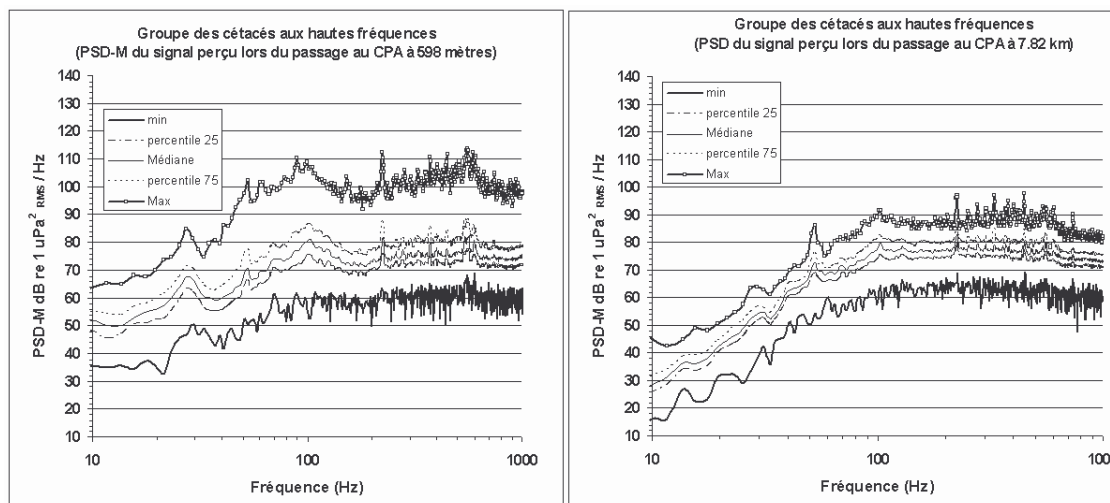 Groupe des cétacés aux hautes fréquences
(PSD-M du signal perçu lors du passage au CPA à 598 mètres)
PSD-M dB re 1 uPa² RMS / Hz
140
130
120
110
100
90
80
70
60
50
40
30
20
10
min
percentile 25
Médiane
percentile 75
Max
10
100
1000
Fréquence (Hz)
Groupe des cétacés aux hautes fréquences
(PSD du signal perçu lors du passage au CPA à 7.82 km)
PSD-M dB re 1 uPa² RMS / Hz
140
130
120
110
100
90
80
70
60
50
40
30
20
10
min
percentile 25
Médiane
percentile 75
Max
10
100
100
Fréquence (Hz)